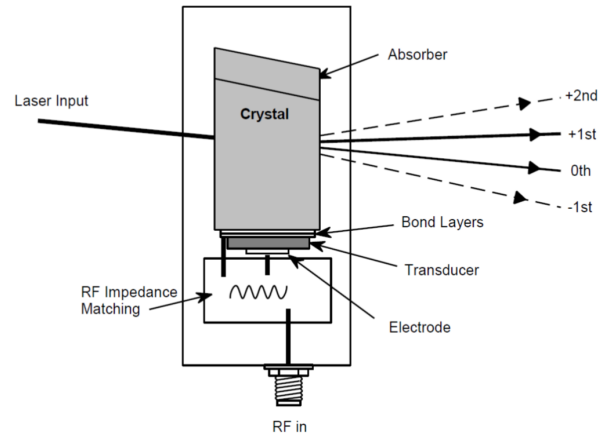 Absorber
+2nd
Laser Input
Crystal
+1st
0th
-1st
Bond Layers
Transducer
RF Impedance
Matching
Electrode
RF in